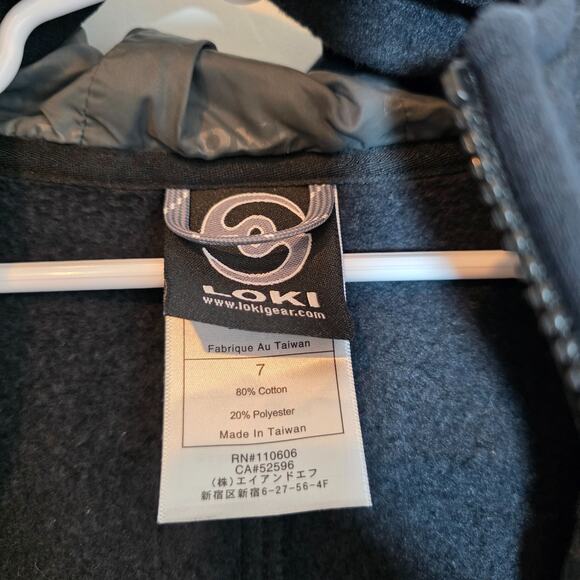 LOKI
www.lokigear.com
Fabrique Au Taiwan
7
80% Cotton
20% Polyester
Made In Taiwan
RN#110606
CA#52596
(株)エイアンドエフ
新宿区新宿6-27-56-4F